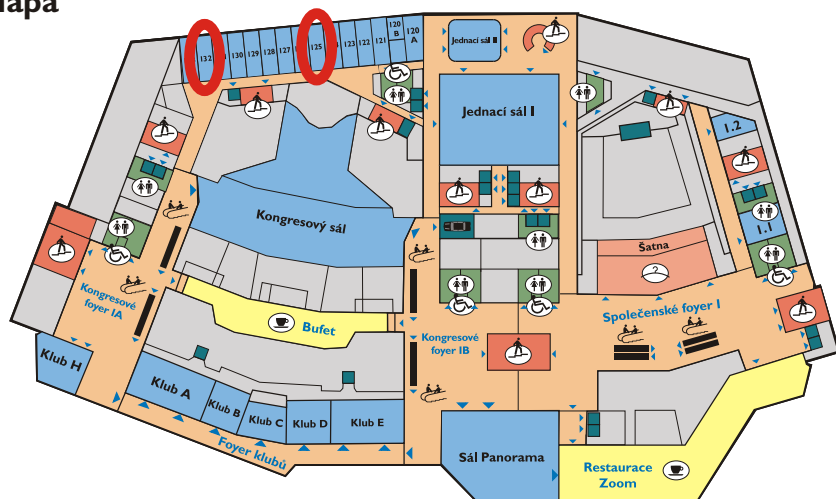 lapa
132
130
129
128
127
125
123
122
121
120
B
120
A
Jednací sál II
Jednací sál I
1.2
1.1
Kongresový sál
Šatna
Kongresové
foyer IA
Bufet
Kongresové
foyer IB
Společenské foyer I
Klub H
Klub A
Klub B
Klub C
Klub D
Klub E
Foyer klubů
Sál Panorama
Restaurace
Zoom